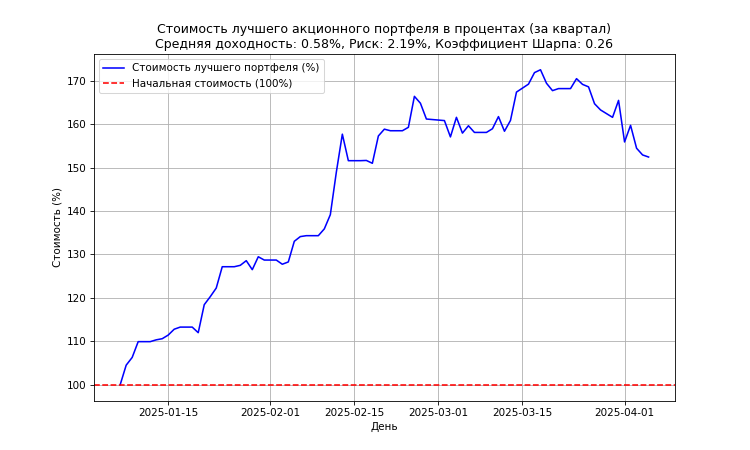 Стоимость лучшего акционного портфеля в процентах (за квартал)
Средняя доходность: 0.58%, Риск: 2.19%, Коэффициент Шарпа: 0.26
Стоимость лучшего портфеля (%)
Начальная стоимость (100%)
Стоимость (%)
170
160
150
140
130
120
110
100
2025-01-15
2025-02-01
2025-02-15
2025-03-01
2025-03-15
2025-04-01
День